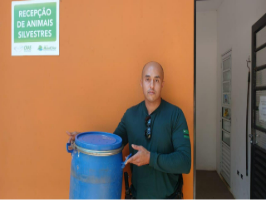 RECEPÇÃO
DE ANIMAIS
SILVESTRES